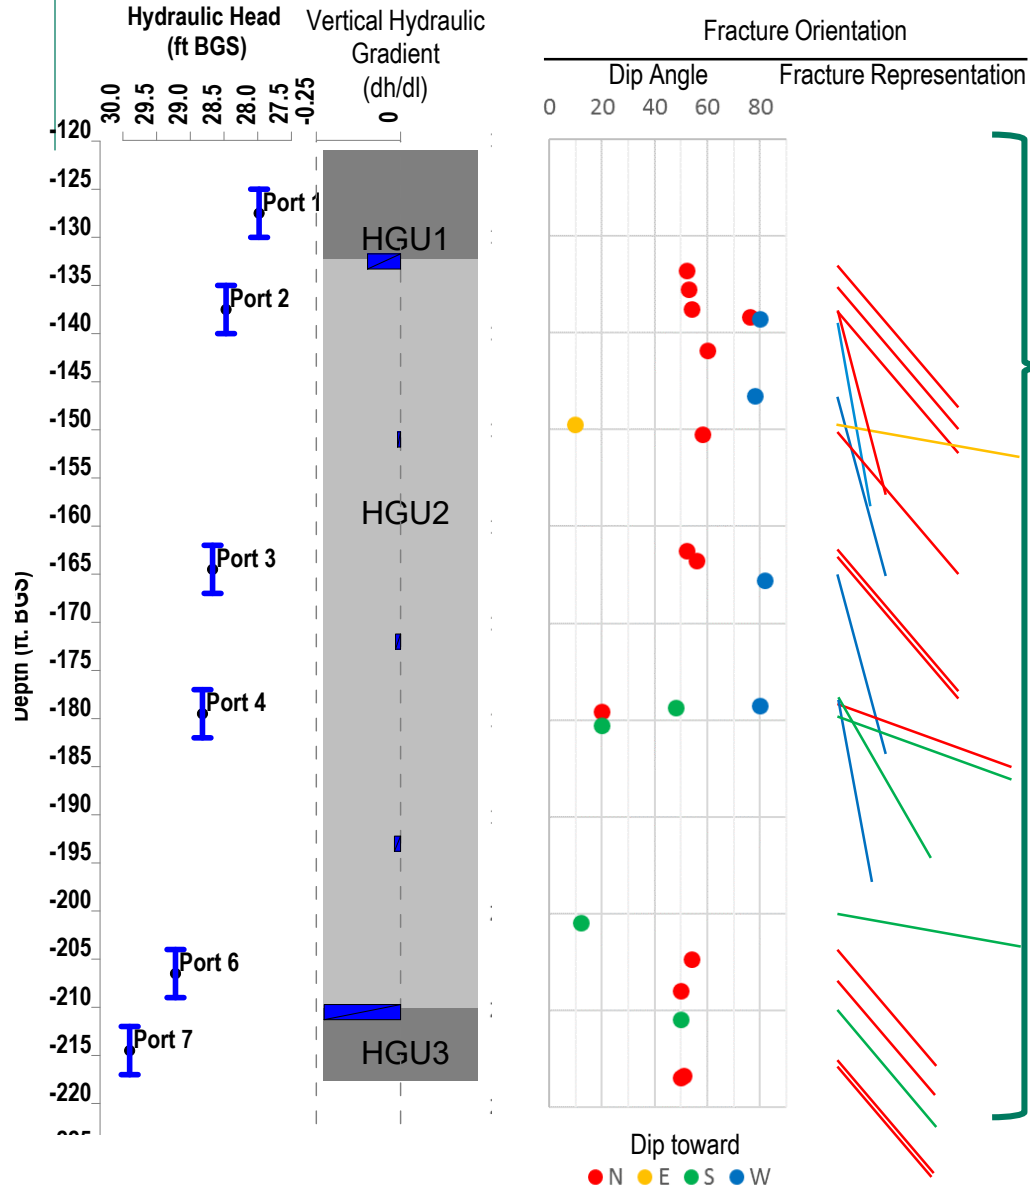 Hydraulic Head
(ft BGS)
Vertical Hydraulic
Gradient
(dh/dl)
Fracture Orientation
Dip Angle
Fracture Representation
30.0
29.5
29.0
28.5
28.0
27.5
-0.25
0
0
20
40
60
80
-120
-125
Port 1
-130
HGU1
-135
Port 2
-140
-145
-150
-155
HGU2
-160
Port 3
-165
-170
Depth (ft. BGS)
-175
Port 4
-180
-185
-190
-195
-200
-205
Port 6
-210
Port 7
-215
HGU3
-220
Dip toward
N E S W